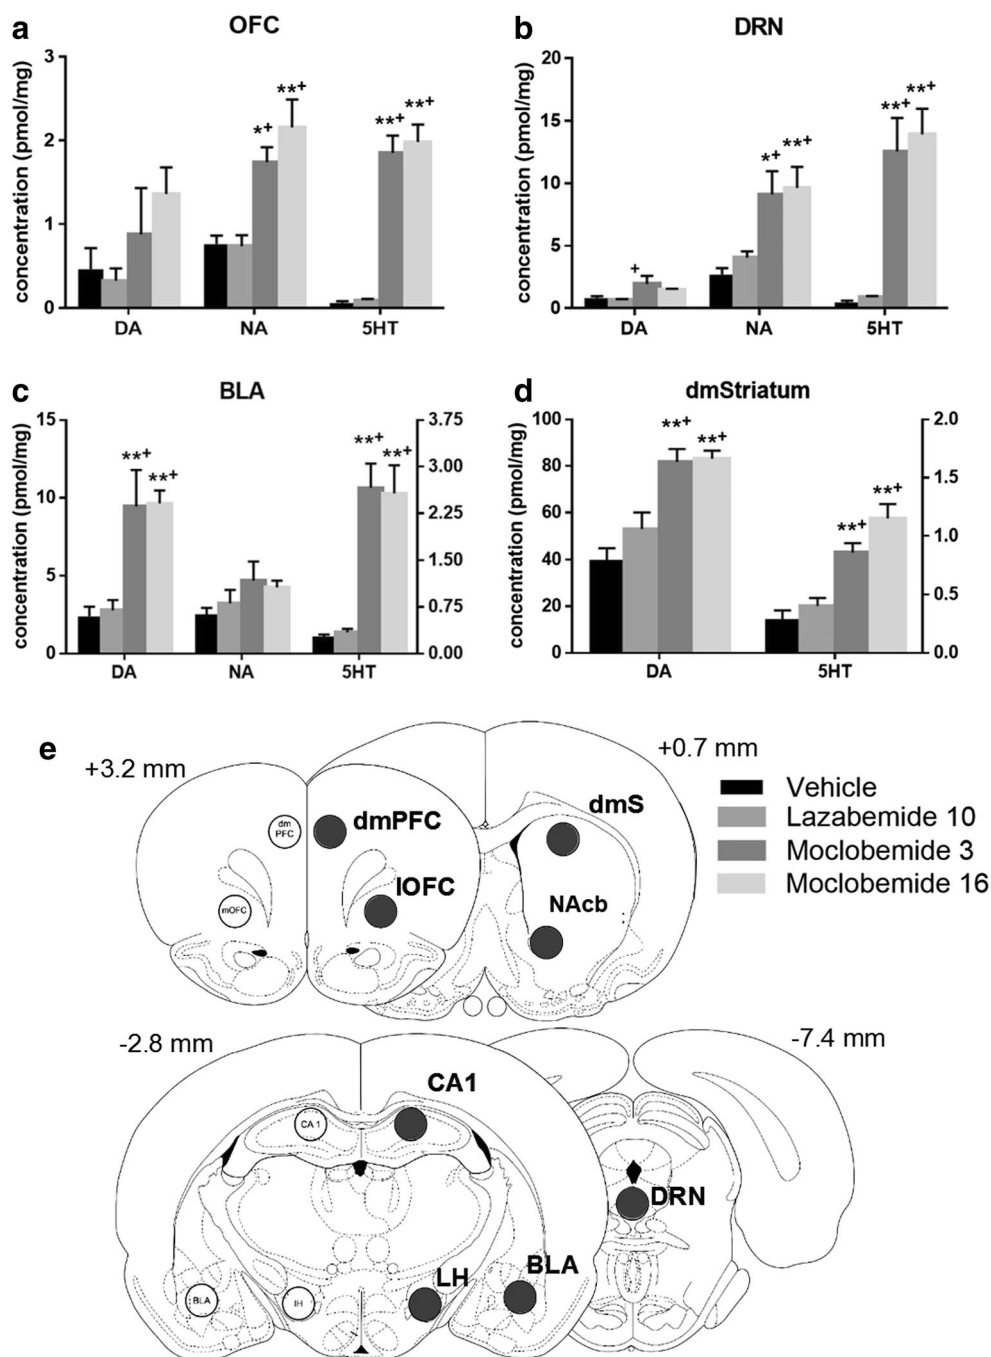 a
OFC
concentration (pmol/mg)
3
2
1
0
*+
**+
**+
**+
DA NA 5HT
b
DRN
concentration (pmol/mg)
20
15
10
5
0
+
*+
**+
**+
**+
DA NA 5HT
c
BLA
concentration (pmol/mg)
15
10
5
0
**+
**+
**+
**+
3.75
3.00
2.25
1.50
0.75
0.00
DA NA 5HT
d
dmStriatum
concentration (pmol/mg)
100
80
60
40
20
0
**+
**+
**+
**+
2.0
1.5
1.0
0.5
0.0
DA 5HT
e
+3.2 mm
+0.7 mm
dm
PFC
dmPFC
mOFC
lOFC
dmS
NAcb
Vehicle
Lazabemide 10
Moclobemide 3
Moclobemide 16
-2.8 mm
-7.4 mm
CA1
CA1
DRN
BLA
lH
LH
BLA